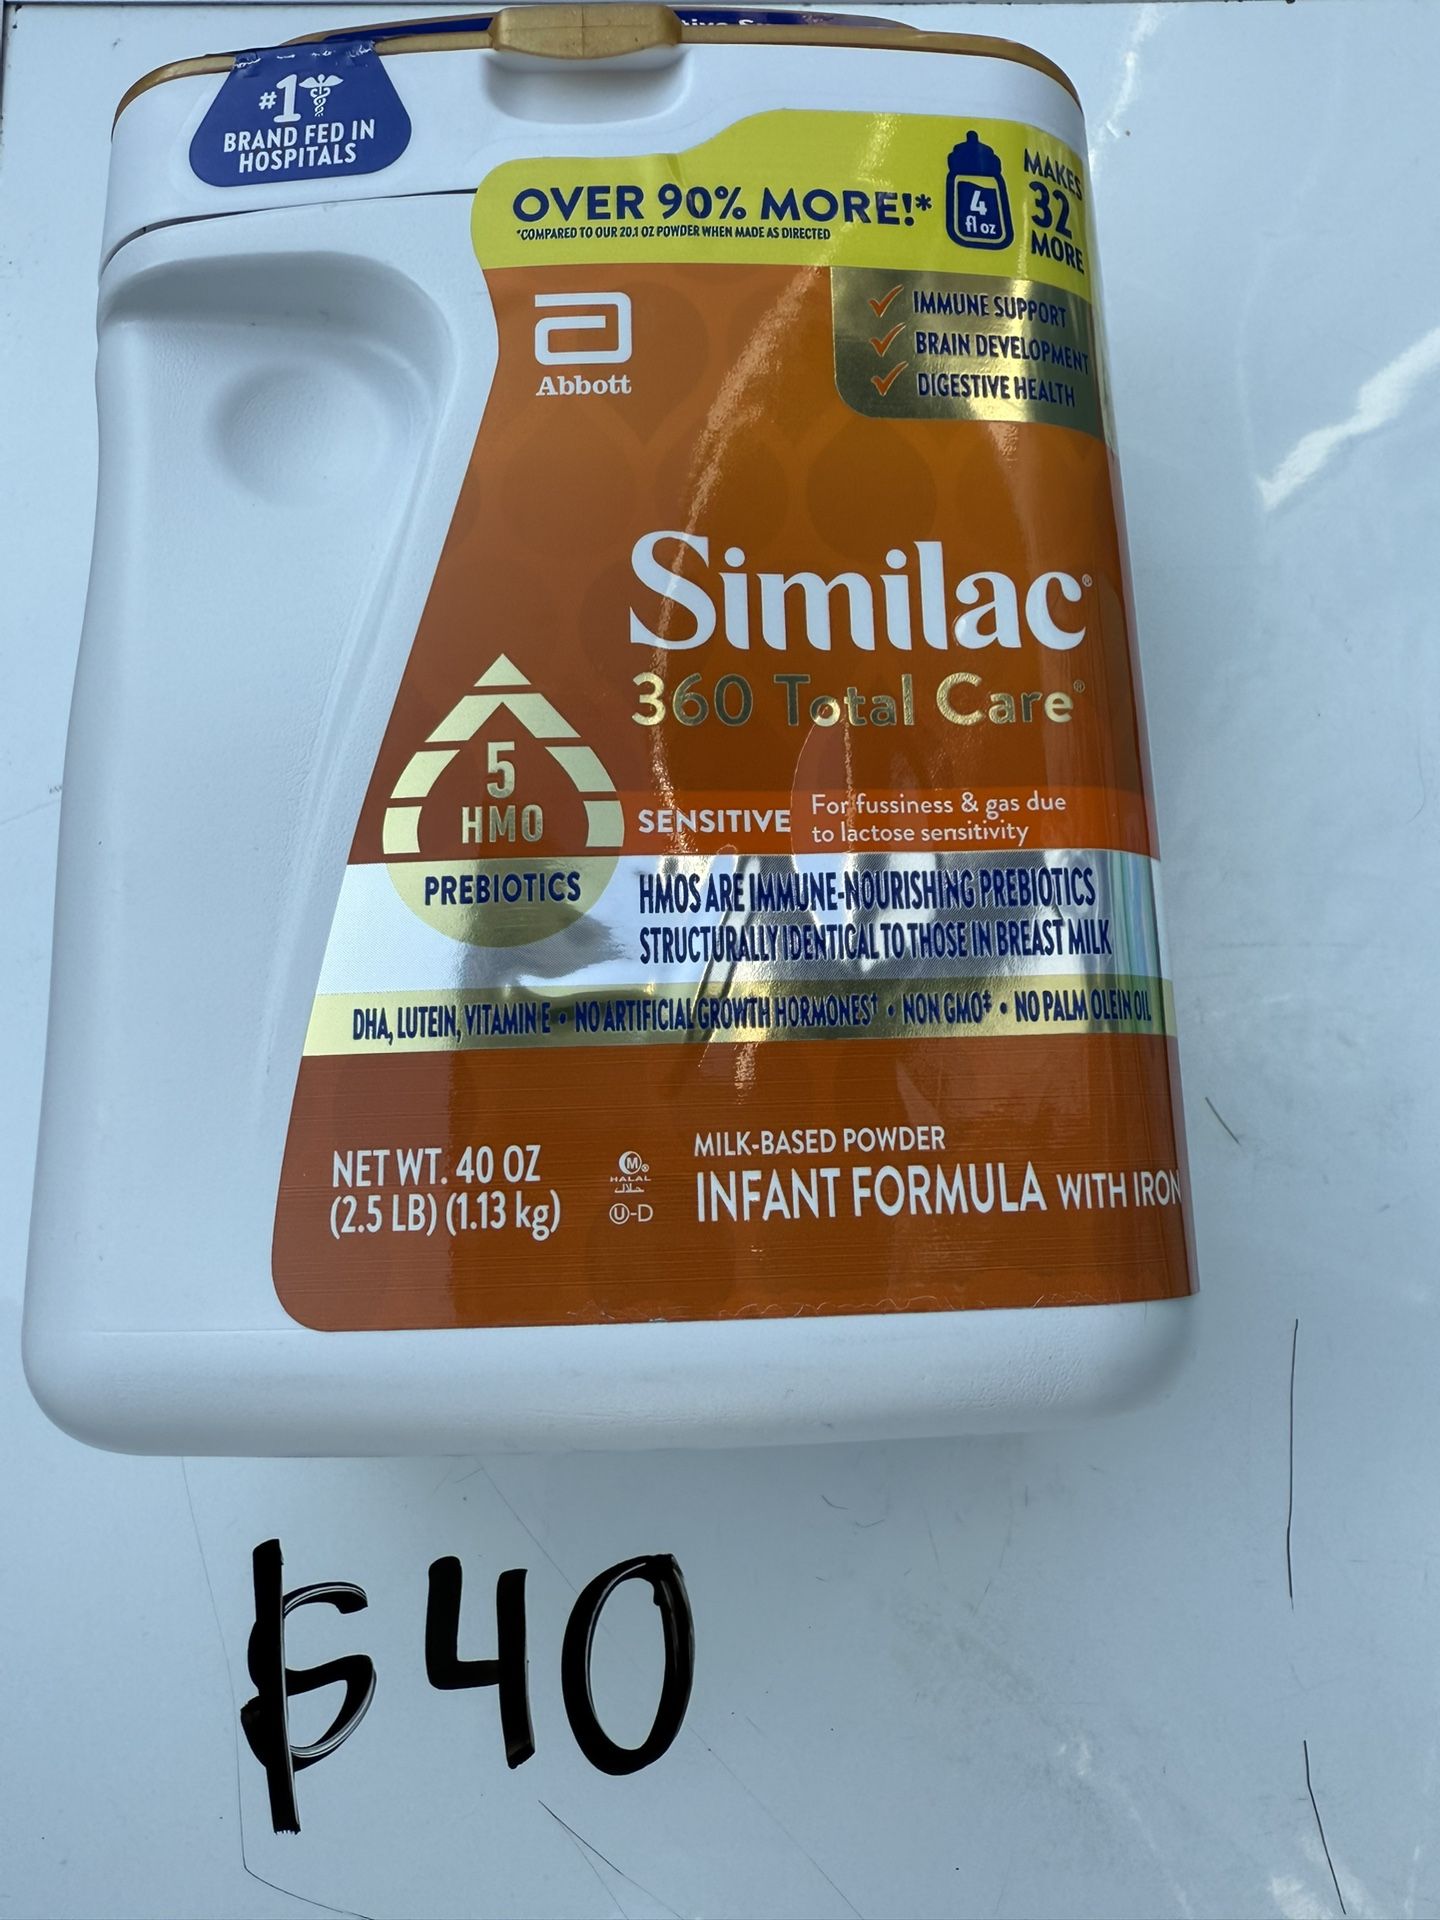 #1
BRAND FED IN
HOSPITALS
OVER 90% MORE!*
*COMPARED TO OUR 20.1 OZ POWDER WHEN MADE AS DIRECTED
4
fl oz
MAKES
32
MORE
IMMUNE SUPPORT
BRAIN DEVELOPMENT
DIGESTIVE HEALTH
Abbott
Similac®
360 Total Care®
5
HMO
PREBIOTICS
SENSITIVE
For fussiness & gas due
to lactose sensitivity
HMOS ARE IMMUNE-NOURISHING PREBIOTICS
STRUCTURALLY IDENTICAL TO THOSE IN BREAST MILK
DHA, LUTEIN, VITAMIN E • NO ARTIFICIAL GROWTH HORMONES† • NON GMO‡ • NO PALM OLEIN OIL
NET WT. 40 OZ
(2.5 LB) (1.13 kg)
M®
HALAL
حلال
U-D
MILK-BASED POWDER
INFANT FORMULA WITH IRON
$40